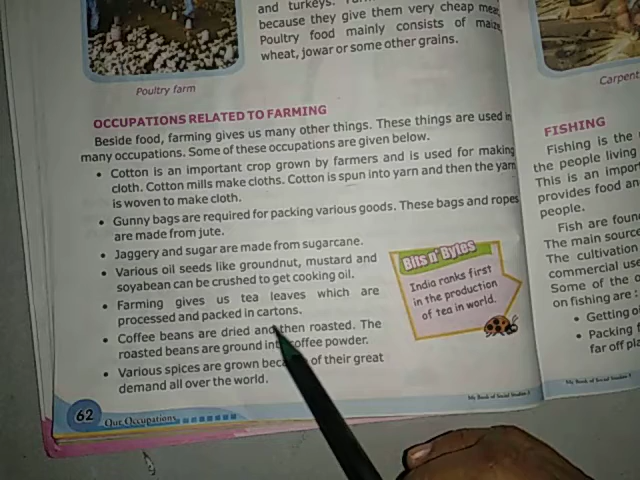 and turkeys.
because they give them very cheap
Poultry food mainly consists of maize,
wheat, jowar or some other grains.
Poultry farm
OCCUPATIONS RELATED TO FARMING
Beside food, farming gives us many other things. These things are used in
many occupations. Some of these occupations are given below.
• Cotton is an important crop grown by farmers and is used for making
cloth. Cotton mills make cloths. Cotton is spun into yarn and then the yarn
is woven to make cloth.
• Gunny bags are required for packing various goods. These bags and ropes
are made from jute.
• Jaggery and sugar are made from sugarcane.
• Various oil seeds like groundnut, mustard and
soyabean can be crushed to get cooking oil.
• Farming gives us tea leaves which are
processed and packed in cartons.
• Coffee beans are dried and then roasted. The
roasted beans are ground into coffee powder.
• Various spices are grown because of their great
demand all over the world.
Bits n' Bytes
India ranks first
in the production
of tea in world.
62 Our Occupations
My Book of Social Studies
Carpent
FISHING
Fishing is the
the people living
This is an impor
provides food an
people.
Fish are foun
The main source
The cultivation
commercial use
Some of the o
on fishing are :
• Getting o
• Packing
far off pla
My Book of Social Studies